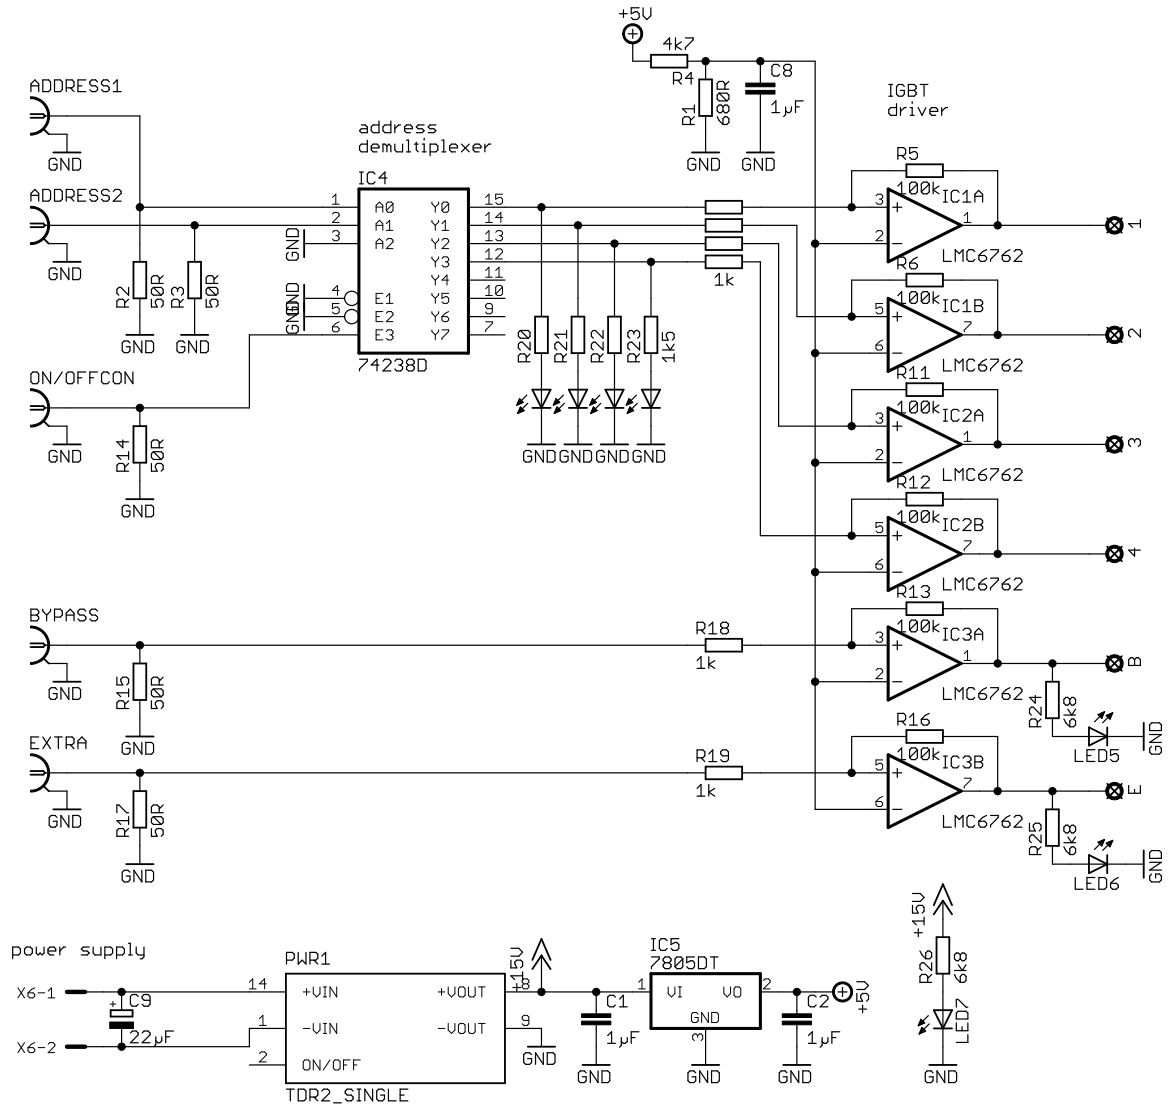 +5V
4k7
R4
R1
680R
C8
1µF
GND
GND
IGBT
driver
ADDRESS1
GND
ADDRESS2
GND
R2
50R
R3
50R
GND
GND
ON/OFFCON
GND
R14
50R
GND
address
demultiplexer
IC4
1
A0
Y0
15
2
A1
Y1
14
GND
3
A2
Y2
13
Y3
12
Y4
11
GND
4
E1
Y5
10
GND
5
E2
Y6
9
6
E3
Y7
7
74238D
1k
R20
R21
R22
R23
1k5
GND
GND
GND
GND
R5
100k
IC1A
3
+
1
2
−
LMC6762
1
R6
100k
IC1B
5
+
7
6
−
LMC6762
2
R11
100k
IC2A
3
+
1
2
−
LMC6762
3
R12
100k
IC2B
5
+
7
6
−
LMC6762
4
BYPASS
GND
R15
50R
GND
R18
1k
R13
100k
IC3A
3
+
1
2
−
LMC6762
B
R24
6k8
LED5
GND
EXTRA
GND
R17
50R
GND
R19
1k
R16
100k
IC3B
5
+
7
6
−
LMC6762
E
R25
6k8
LED6
GND
power supply
X6-1
X6-2
+
C9
22µF
PWR1
14
+VIN
+VOUT
8
1
−VIN
−VOUT
9
2
ON/OFF
TDR2_SINGLE
GND
+15V
C1
1µF
GND
IC5
7805DT
1
VI
VO
2
GND
3
GND
C2
1µF
GND
+5V
+15V
R26
6k8
LED7
GND